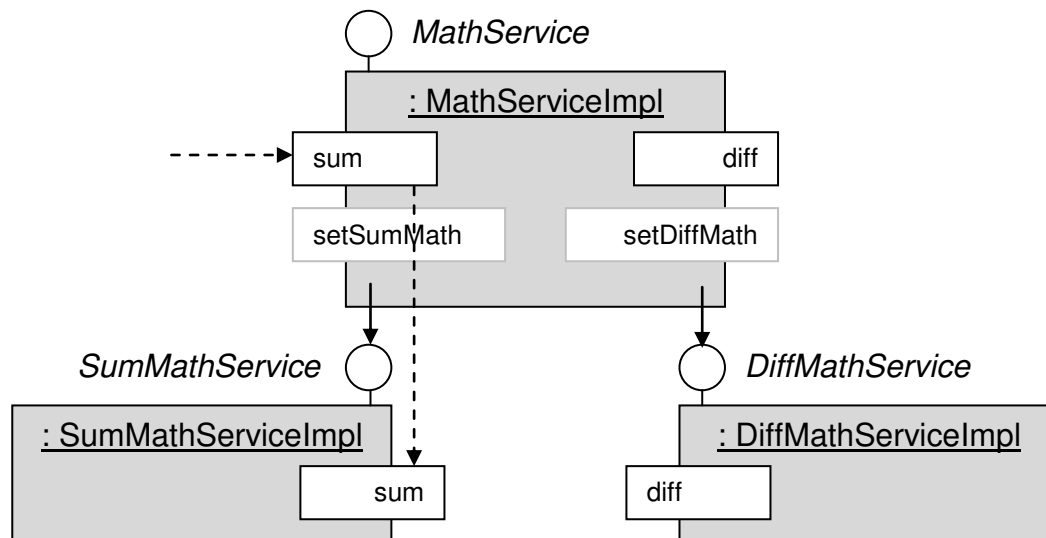 MathService
: MathServiceImpl
sum
diff
setSumMath
setDiffMath
SumMathService
DiffMathService
: SumMathServiceImpl
: DiffMathServiceImpl
sum
diff